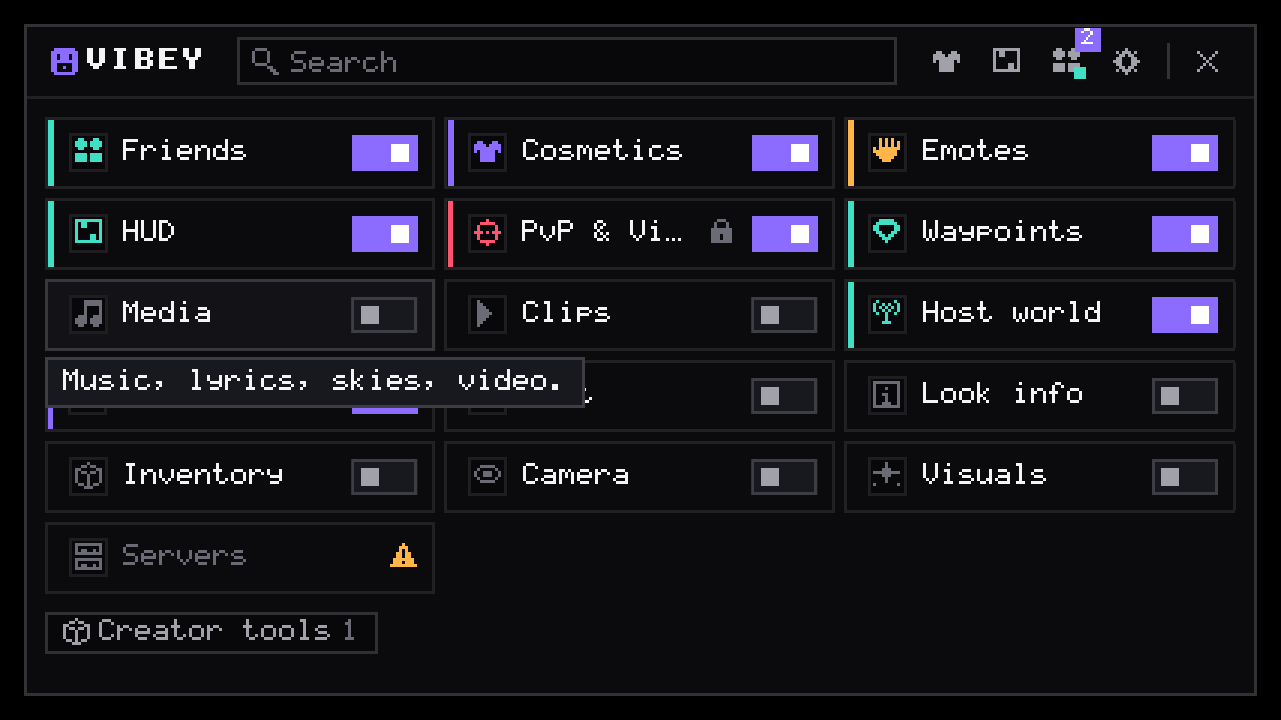 VIBEY
Search
2
Friends
Cosmetics
Emotes
HUD
PvP & Vi…
Waypoints
Media
Clips
Host world
Music, lyrics, skies, video.
Look info
Inventory
Camera
Visuals
Servers
Creator tools 1